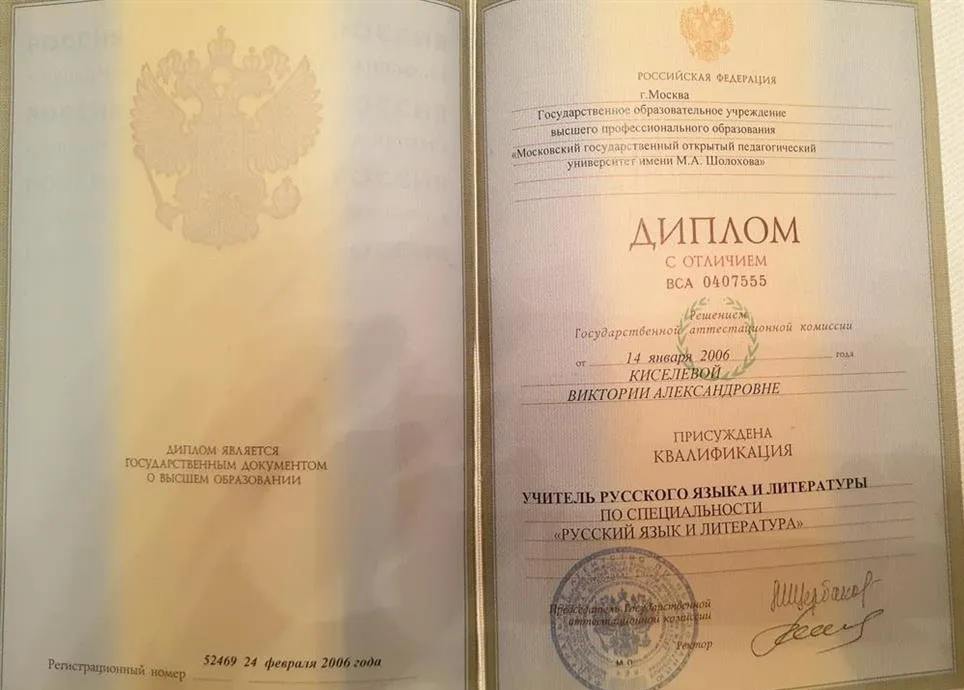 ДИПЛОМ ЯВЛЯЕТСЯ
ГОСУДАРСТВЕННЫМ ДОКУМЕНТОМ
О ВЫСШЕМ ОБРАЗОВАНИИ
Регистрационный номер 52469 24 февраля 2006 года
РОССИЙСКАЯ ФЕДЕРАЦИЯ
г.Москва
Государственное образовательное учреждение
высшего профессионального образования
«Московский государственный открытый педагогический
университет имени М.А. Шолохова»
ДИПЛОМ
С ОТЛИЧИЕМ
ВСА 0407555
Решением
Государственной аттестационной комиссии
от 14 января 2006 года
КИСЕЛЕВОЙ
ВИКТОРИИ АЛЕКСАНДРОВНЕ
ПРИСУЖДЕНА
КВАЛИФИКАЦИЯ
УЧИТЕЛЬ РУССКОГО ЯЗЫКА И ЛИТЕРАТУРЫ
ПО СПЕЦИАЛЬНОСТИ
«РУССКИЙ ЯЗЫК И ЛИТЕРАТУРА»
Председатель Государственной
аттестационной комиссии
Ректор
М.О.